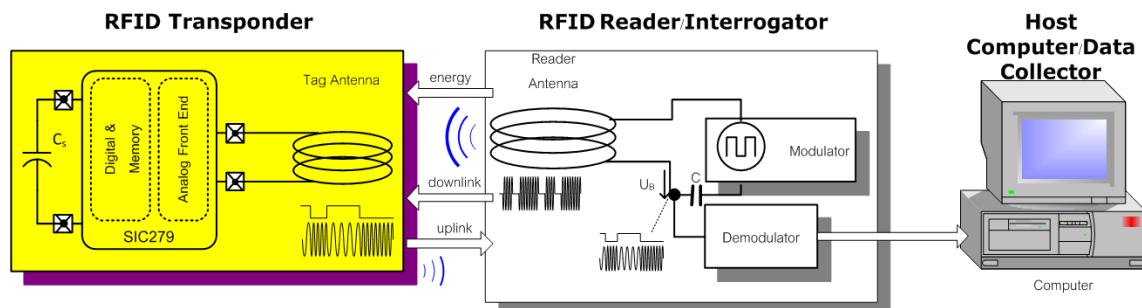 RFID Transponder
RFID Reader/Interrogator
Host
Computer/Data
Collector
Tag Antenna
energy
Reader
Antenna
Cs
Digital &
Memory
Analog Front End
Modulator
downlink
UB
C
uplink
SIC279
Demodulator
Computer